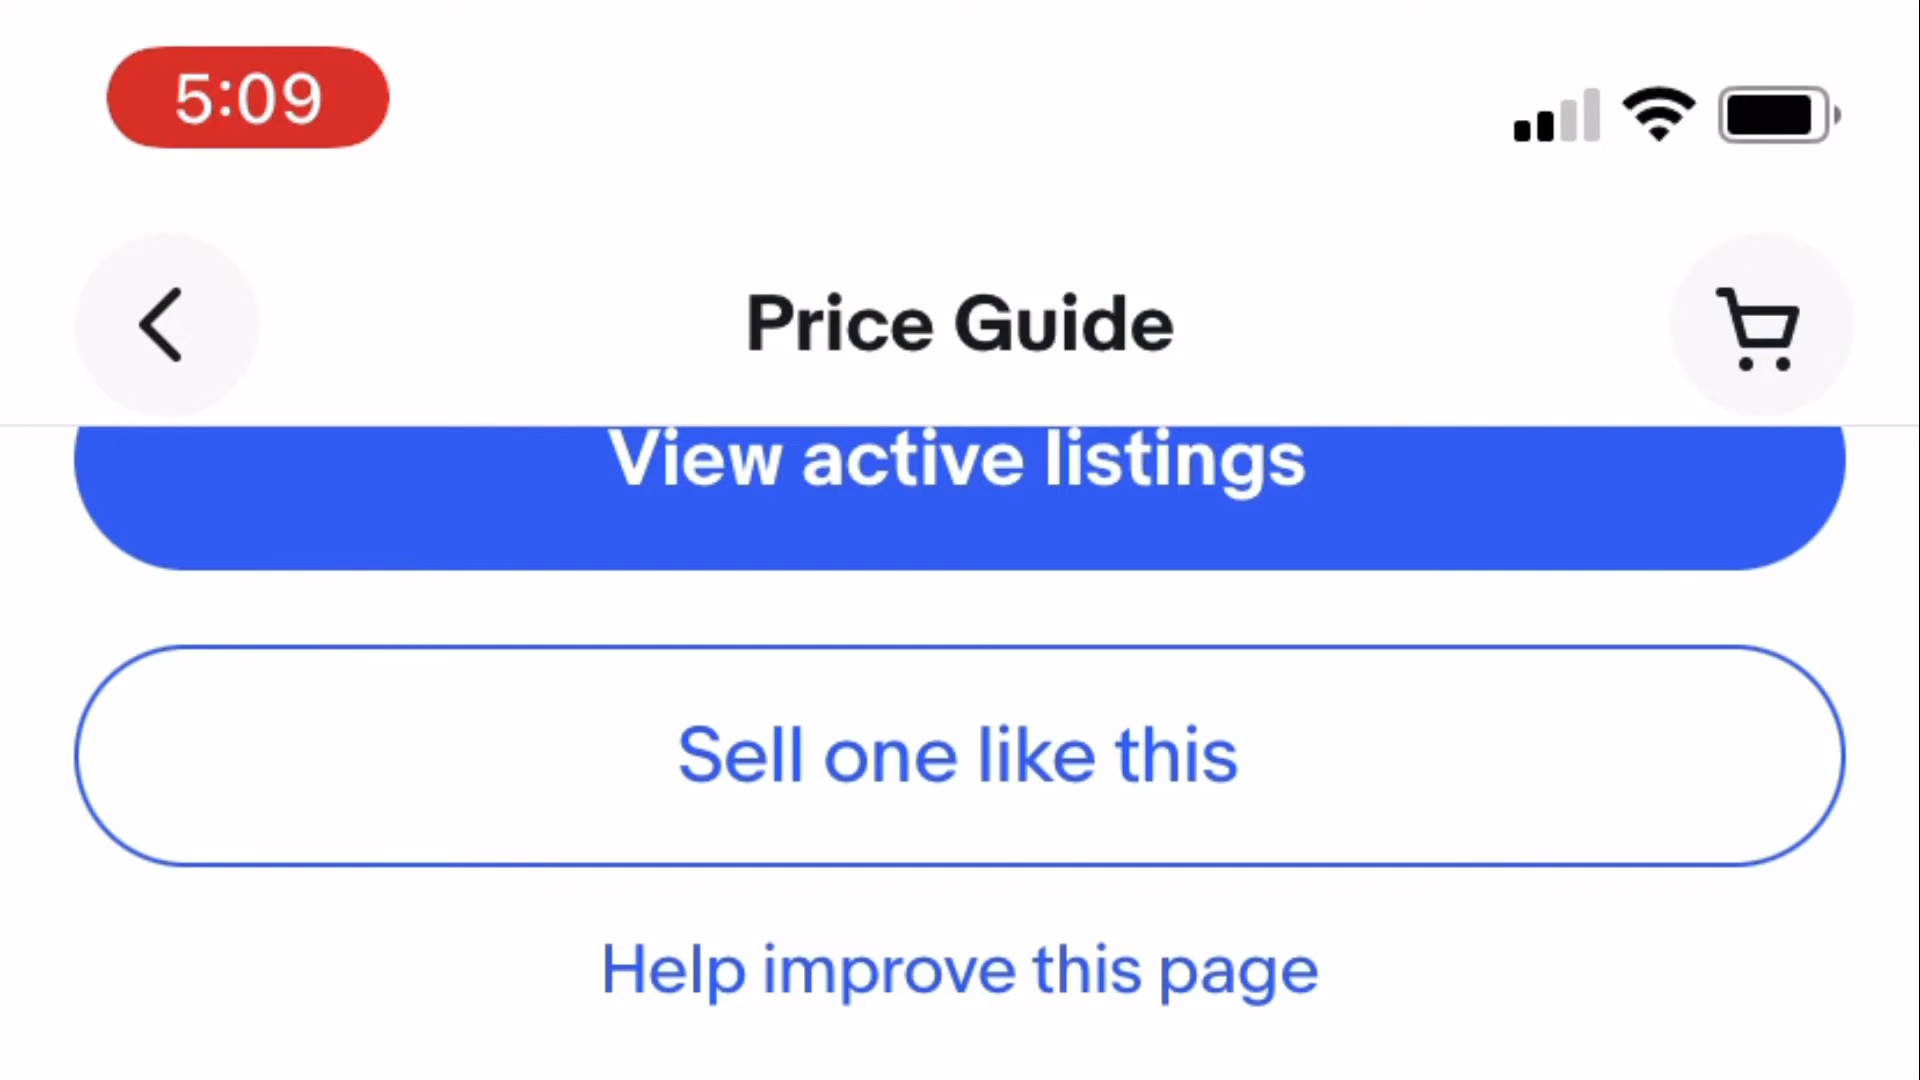 5:09
Price Guide
View active listings
Sell one like this
Help improve this page